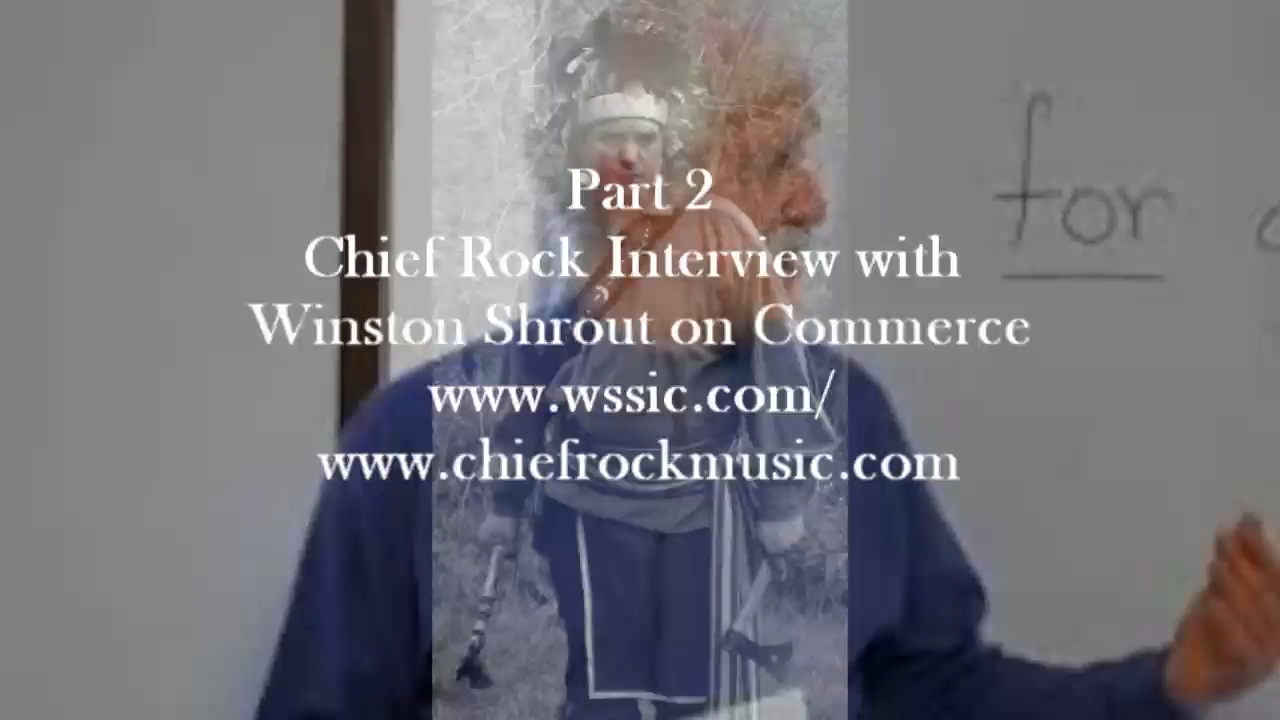 Part 2
Chief Rock Interview with
Winston Shrout on Commerce
www.wssic.com/
www.chiefrockmusic.com
for